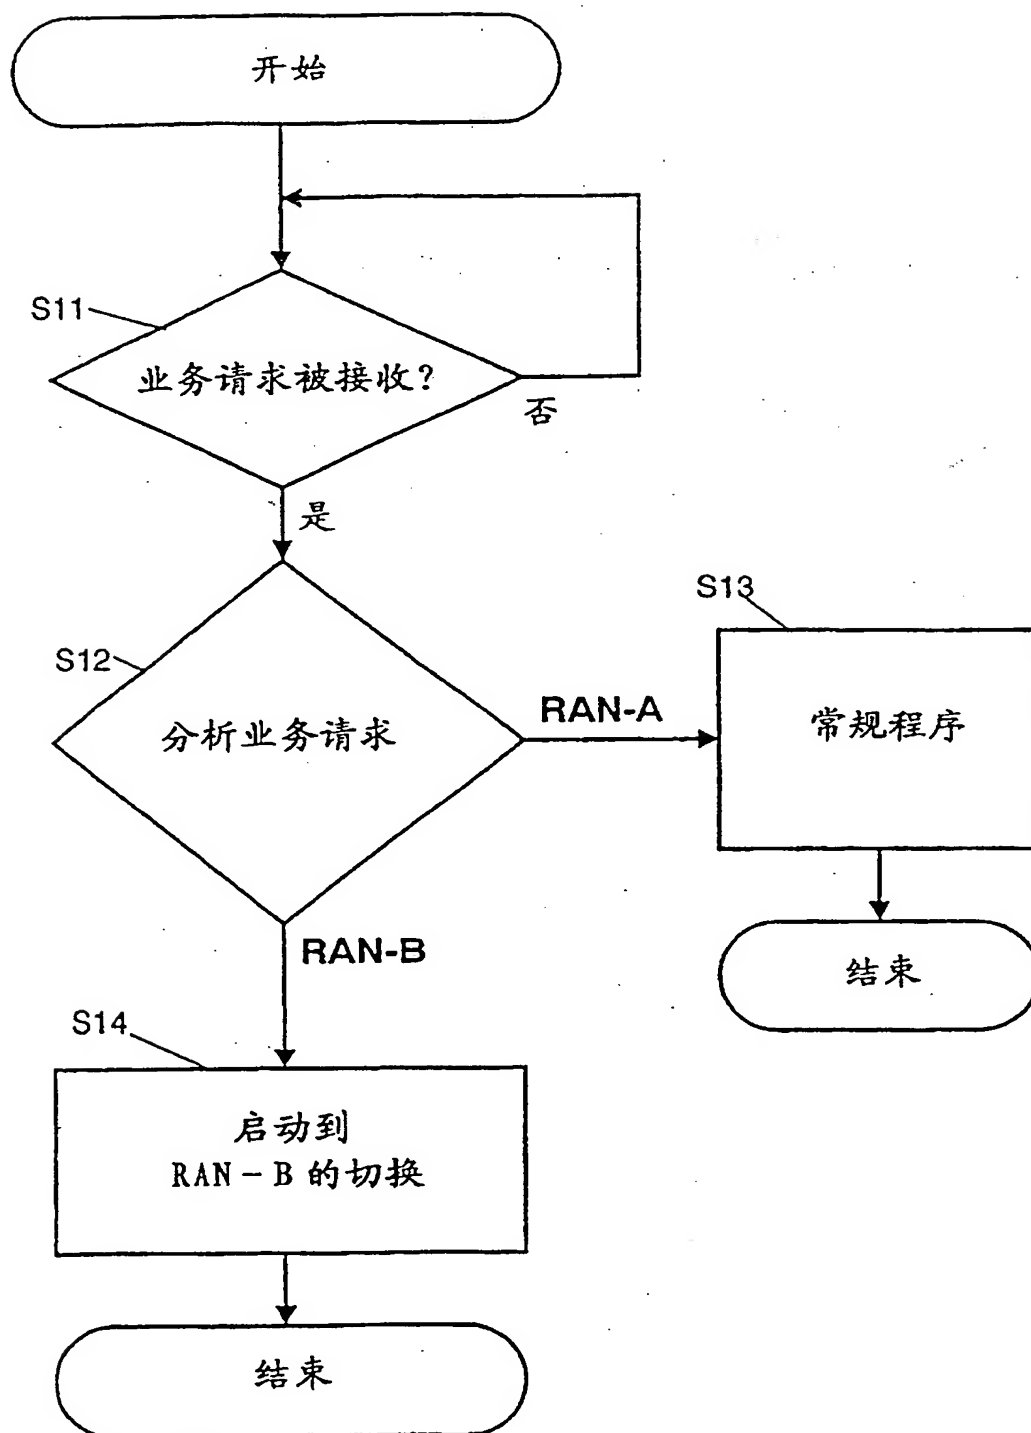 开始
S11
业务请求被接收?
否
是
S12
分析业务请求
RAN-A
S13
常规程序
结束
RAN-B
S14
启动到
RAN－B 的切换
结束